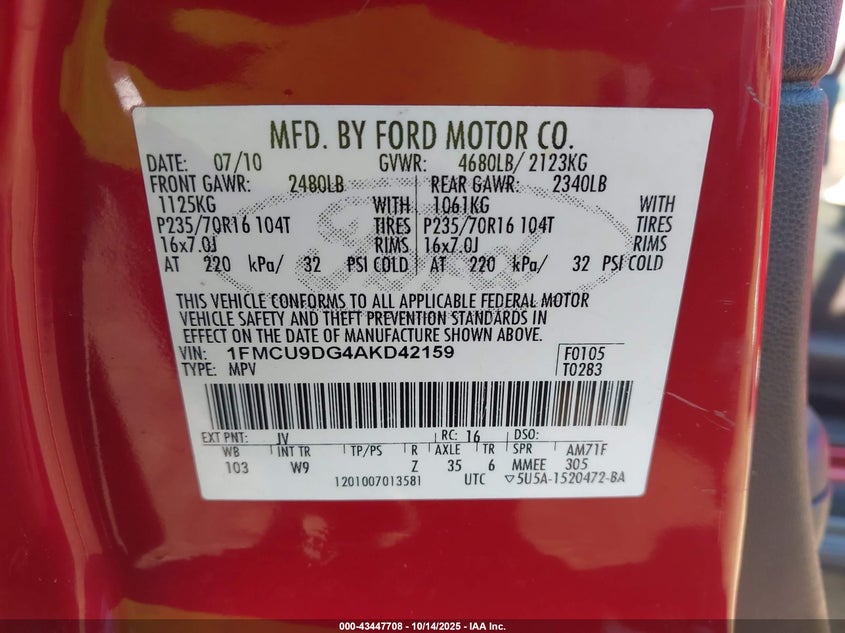 MFD. BY FORD MOTOR CO.
DATE: 07/10 GVWR: 4680LB/ 2123KG
FRONT GAWR: 2480LB REAR GAWR: 2340LB
1125KG WITH 1061KG WITH
P235/70R16 104T TIRES P235/70R16 104T TIRES
16x7.0J RIMS 16x7.0J RIMS
AT 220 kPa/ 32 PSI COLD AT 220 kPa/ 32 PSI COLD
THIS VEHICLE CONFORMS TO ALL APPLICABLE FEDERAL MOTOR
VEHICLE SAFETY AND THEFT PREVENTION STANDARDS IN
EFFECT ON THE DATE OF MANUFACTURE SHOWN ABOVE.
VIN: 1FMCU9DG4AKD42159 F0105
TYPE: MPV T0283
EXT PNT: JV RC: 16 DSO:
WB INT TR TP/PS R AXLE TR SPR AM71F
103 W9 Z 35 6 MMEE 305
1201007013581 UTC ▽5U5A-1520472-BA
Ford
000-43447708 - 10/14/2025 - IAA Inc.